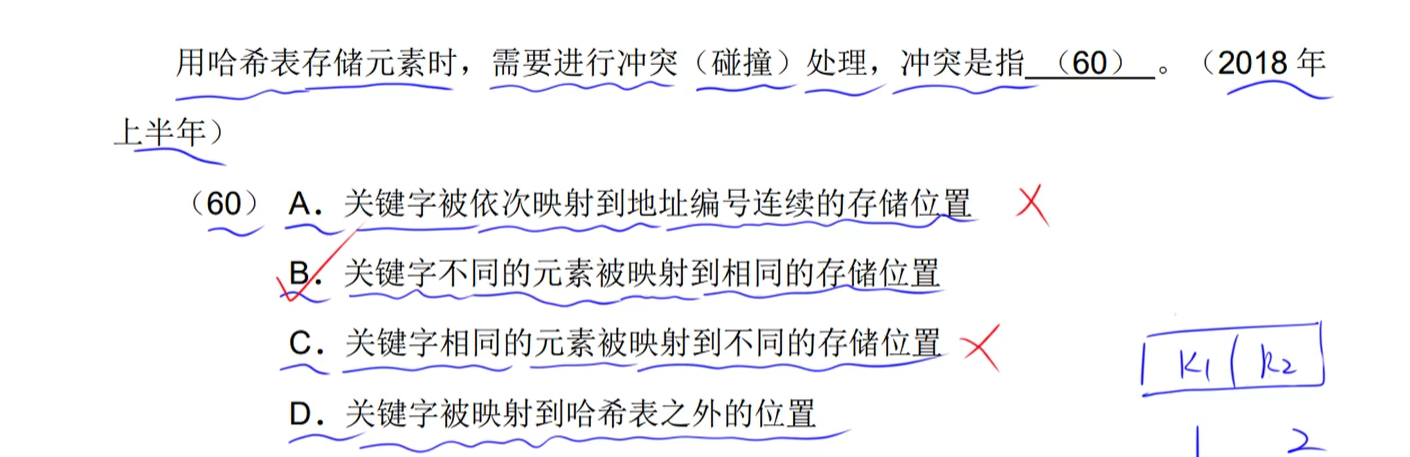 用哈希表存储元素时，需要进行冲突（碰撞）处理，冲突是指（60）。（2018年
上半年）
（60）A．关键字被依次映射到地址编号连续的存储位置
B．关键字不同的元素被映射到相同的存储位置
C．关键字相同的元素被映射到不同的存储位置
D．关键字被映射到哈希表之外的位置
k1 k2
1 2